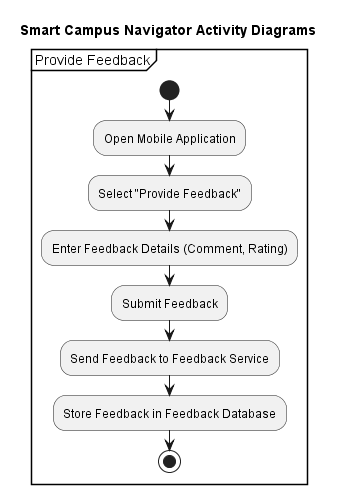 Smart Campus Navigator Activity Diagrams
Provide Feedback
Open Mobile Application
Select "Provide Feedback"
Enter Feedback Details (Comment, Rating)
Submit Feedback
Send Feedback to Feedback Service
Store Feedback in Feedback Database